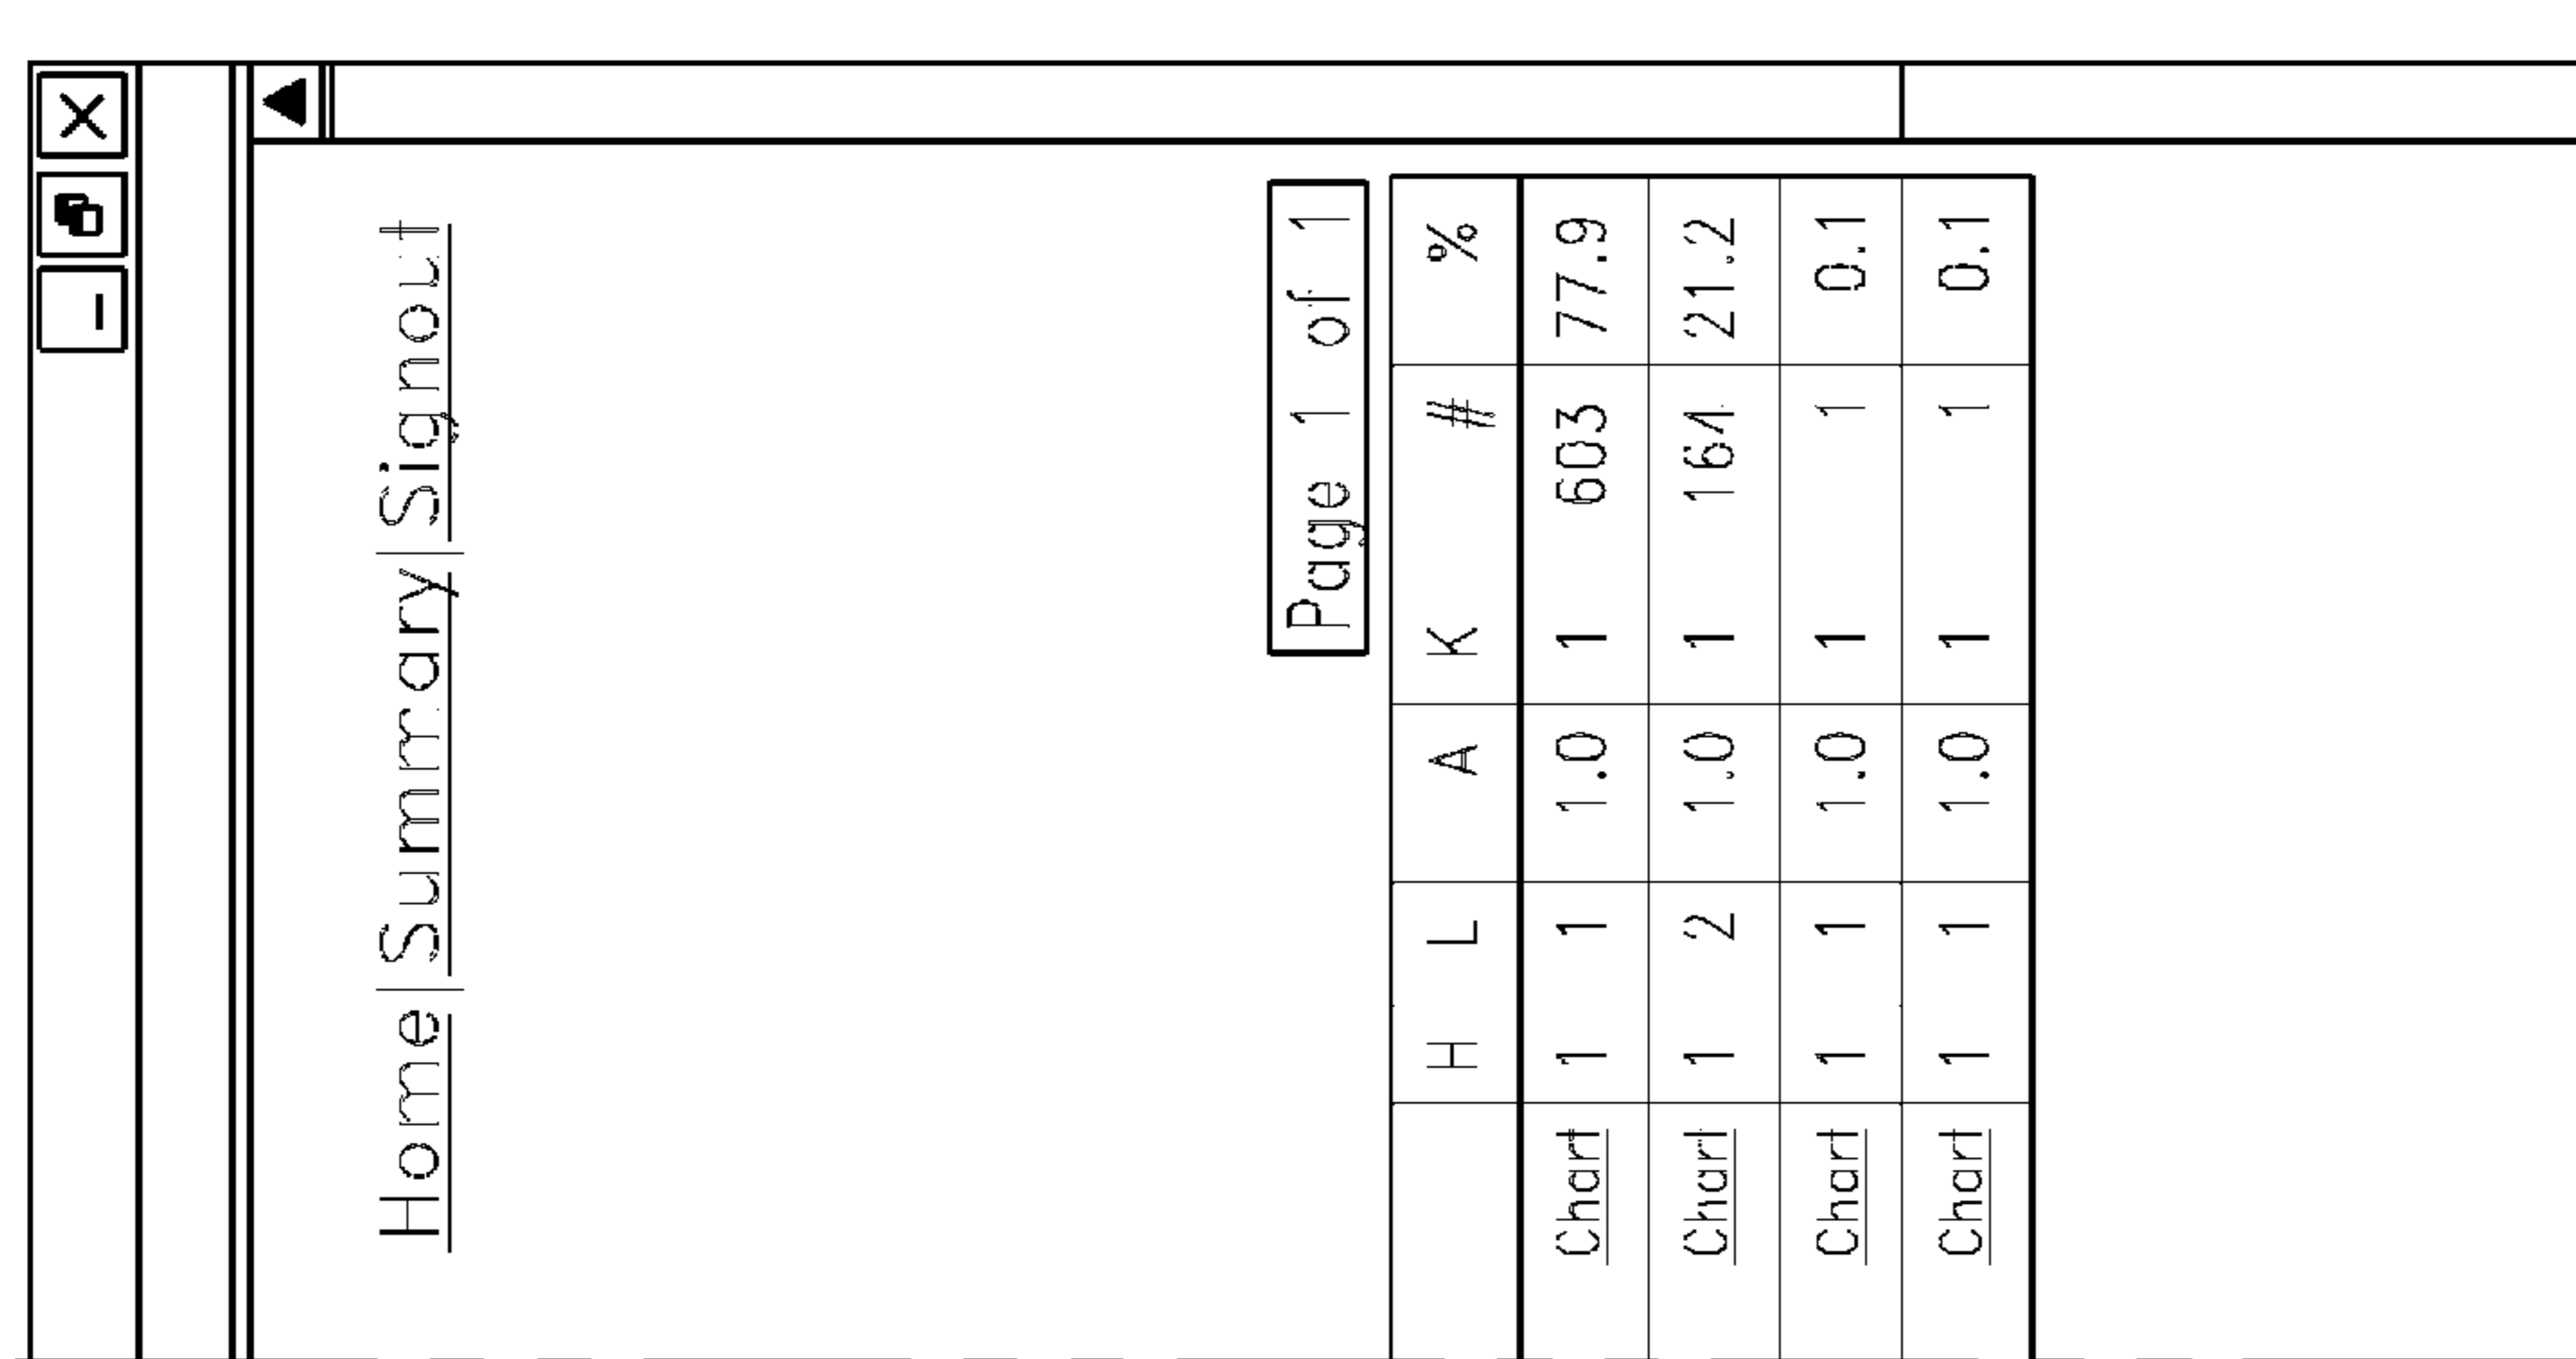 Home | Summary | Signout
Page 1 of 1
H L A K # %
Chart 1 1 1.0 1 603 77.9
Chart 1 2 1.0 1 164 21.2
Chart 1 1 1.0 1 1 0.1
Chart 1 1 1.0 1 1 0.1